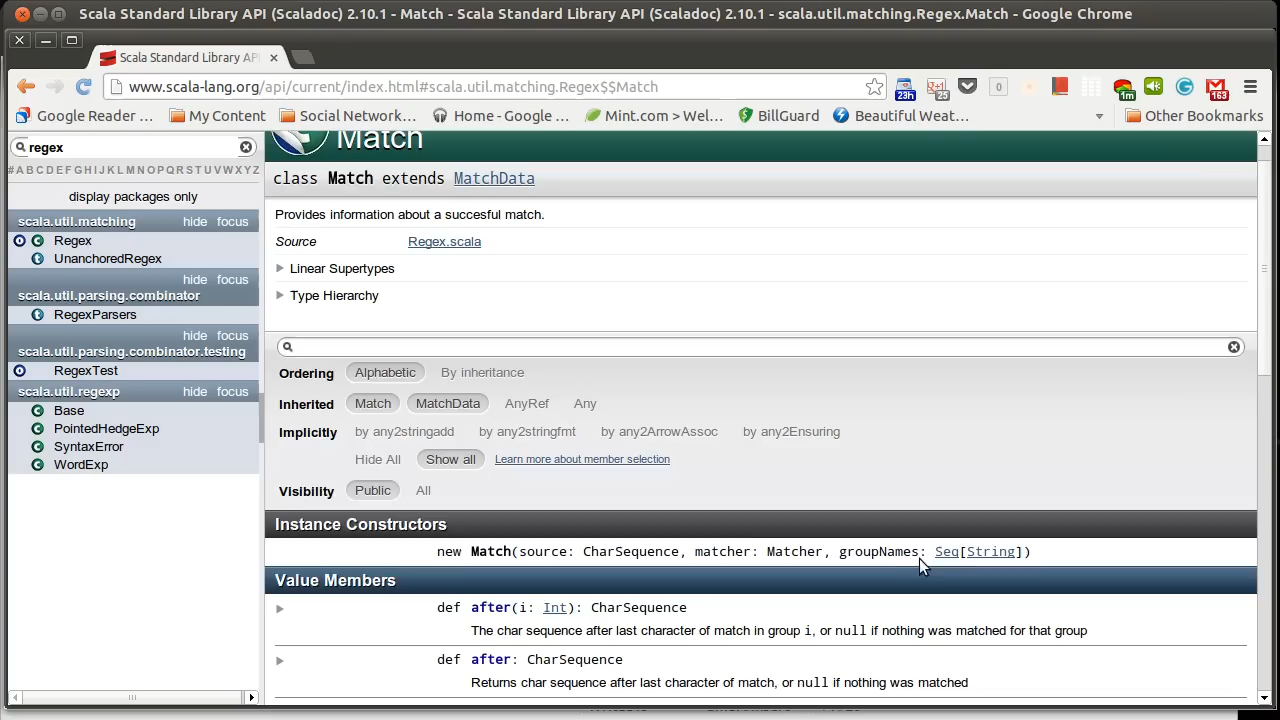 Scala Standard Library API (Scaladoc) 2.10.1 - Match - Scala Standard Library API (Scaladoc) 2.10.1 - scala.util.matching.Regex.Match - Google Chrome
Scala Standard Library API
www.scala-lang.org/api/current/index.html#scala.util.matching.Regex$$Match
23h 25 0 1m 163
Google Reader ... My Content Social Network... Home - Google ... Mint.com > Wel... BillGuard Beautiful Weat... Other Bookmarks
regex
#ABCDEFGHIJKLMNOPQRSTUVWXYZ
display packages only
scala.util.matching hide focus
Regex
UnanchoredRegex
hide focus
scala.util.parsing.combinator
RegexParsers
hide focus
scala.util.parsing.combinator.testing
RegexTest
scala.util.regexp hide focus
Base
PointedHedgeExp
SyntaxError
WordExp
Match
class Match extends MatchData
Provides information about a succesful match.
Source Regex.scala
Linear Supertypes
Type Hierarchy
Ordering Alphabetic By inheritance
Inherited Match MatchData AnyRef Any
Implicitly by any2stringadd by any2stringfmt by any2ArrowAssoc by any2Ensuring
Hide All Show all Learn more about member selection
Visibility Public All
Instance Constructors
new Match(source: CharSequence, matcher: Matcher, groupNames: Seq[String])
Value Members
def after(i: Int): CharSequence
The char sequence after last character of match in group i, or null if nothing was matched for that group
def after: CharSequence
Returns char sequence after last character of match, or null if nothing was matched